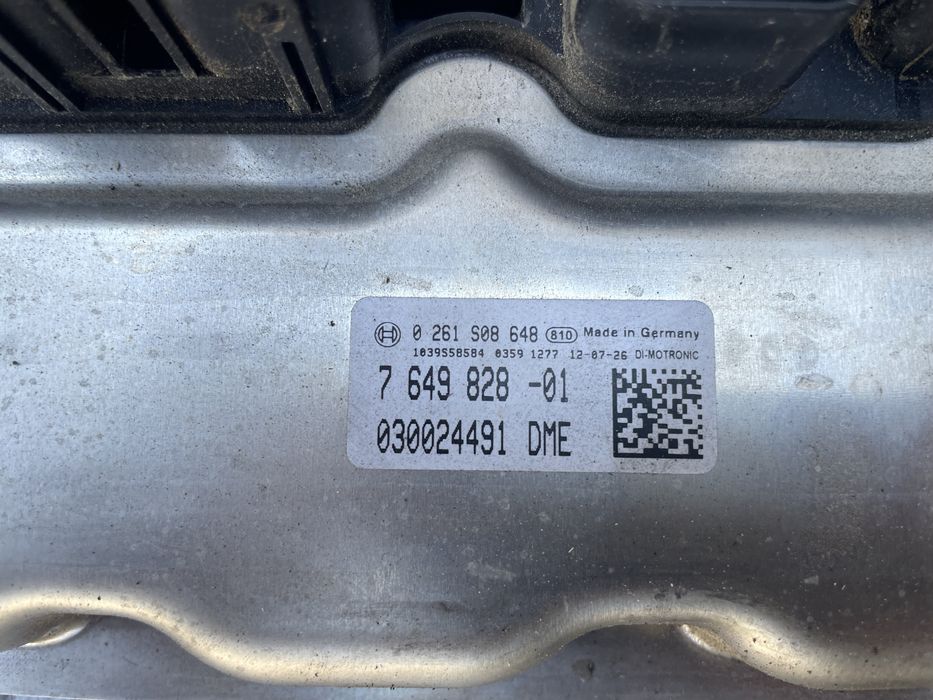 0 261 S08 648 810 Made in Germany
1039S58584 0359 1277 12-07-26 DI-MOTRONIC
7 649 828 -01
030024491 DME